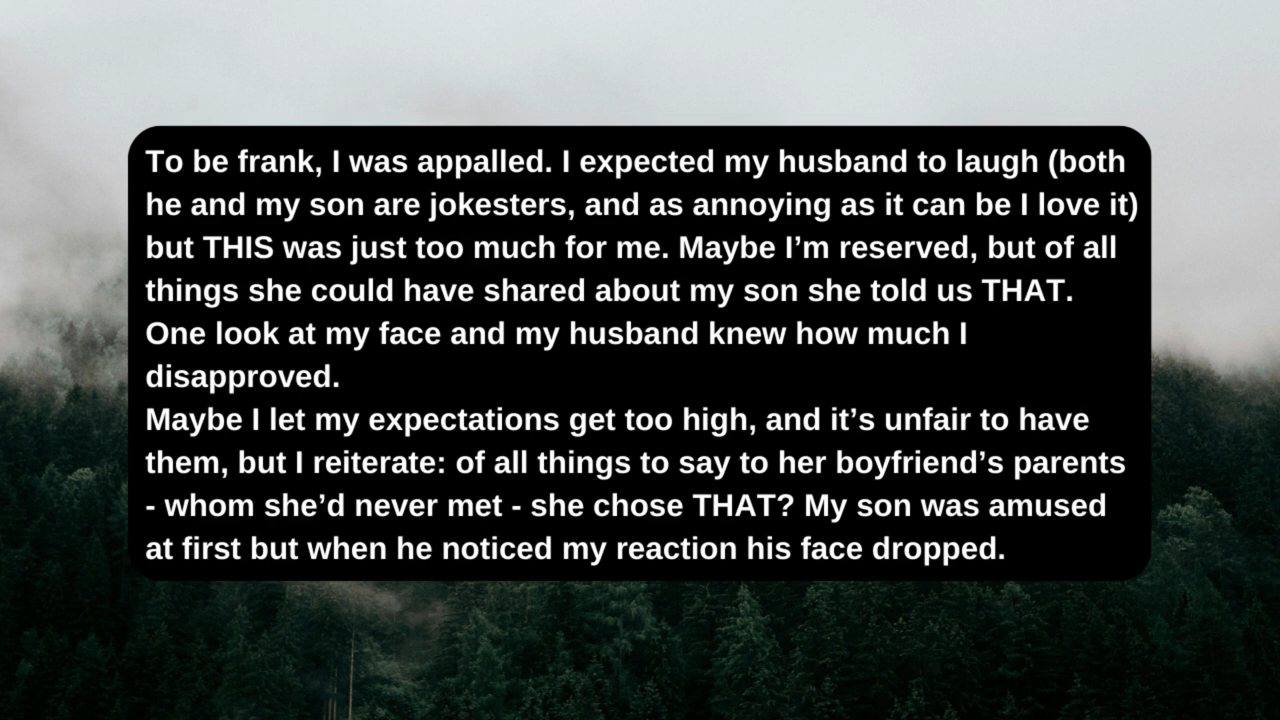 To be frank, I was appalled. I expected my husband to laugh (both
he and my son are jokesters, and as annoying as it can be I love it)
but THIS was just too much for me. Maybe I’m reserved, but of all
things she could have shared about my son she told us THAT.
One look at my face and my husband knew how much I
disapproved.
Maybe I let my expectations get too high, and it’s unfair to have
them, but I reiterate: of all things to say to her boyfriend’s parents
- whom she’d never met - she chose THAT? My son was amused
at first but when he noticed my reaction his face dropped.